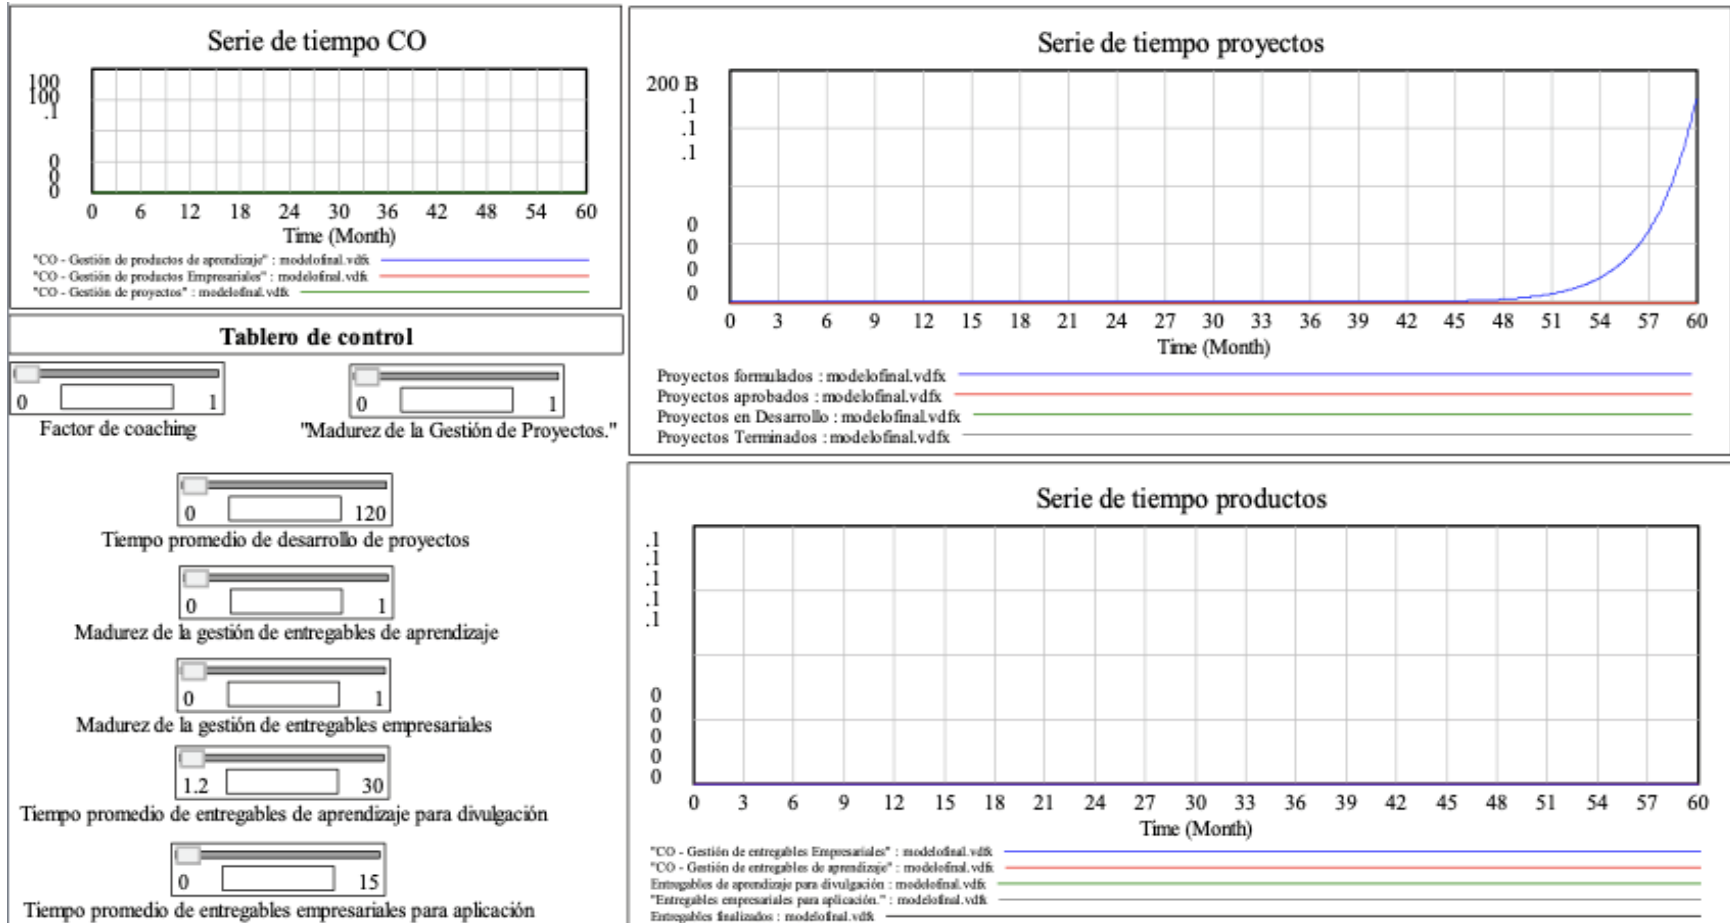 Serie de tiempo CO
100
100
.1
0
0
0
0 6 12 18 24 30 36 42 48 54 60
Time (Month)
"CO - Gestión de productos de aprendizaje" : modelofinal.vdfx
"CO - Gestión de productos Empresariales" : modelofinal.vdfx
"CO - Gestión de proyectos" : modelofinal.vdfx
Tablero de control
0 1
Factor de coaching
0 1
"Madurez de la Gestión de Proyectos."
0 120
Tiempo promedio de desarrollo de proyectos
0 1
Madurez de la gestión de entregables de aprendizaje
0 1
Madurez de la gestión de entregables empresariales
1.2 30
Tiempo promedio de entregables de aprendizaje para divulgación
0 15
Tiempo promedio de entregables empresariales para aplicación
Serie de tiempo proyectos
200 B
.1
.1
.1
0
0
0
0
0 3 6 9 12 15 18 21 24 27 30 33 36 39 42 45 48 51 54 57 60
Time (Month)
Proyectos formulados : modelofinal.vdfx
Proyectos aprobados : modelofinal.vdfx
Proyectos en Desarrollo : modelofinal.vdfx
Proyectos Terminados : modelofinal.vdfx
Serie de tiempo productos
.1
.1
.1
.1
.1
0
0
0
0
0
0 3 6 9 12 15 18 21 24 27 30 33 36 39 42 45 48 51 54 57 60
Time (Month)
"CO - Gestión de entregables Empresariales" : modelofinal.vdfx
"CO - Gestión de entregables de aprendizaje" : modelofinal.vdfx
Entregables de aprendizaje para divulgación : modelofinal.vdfx
"Entregables empresariales para aplicación." : modelofinal.vdfx
Entregables finalizados : modelofinal.vdfx